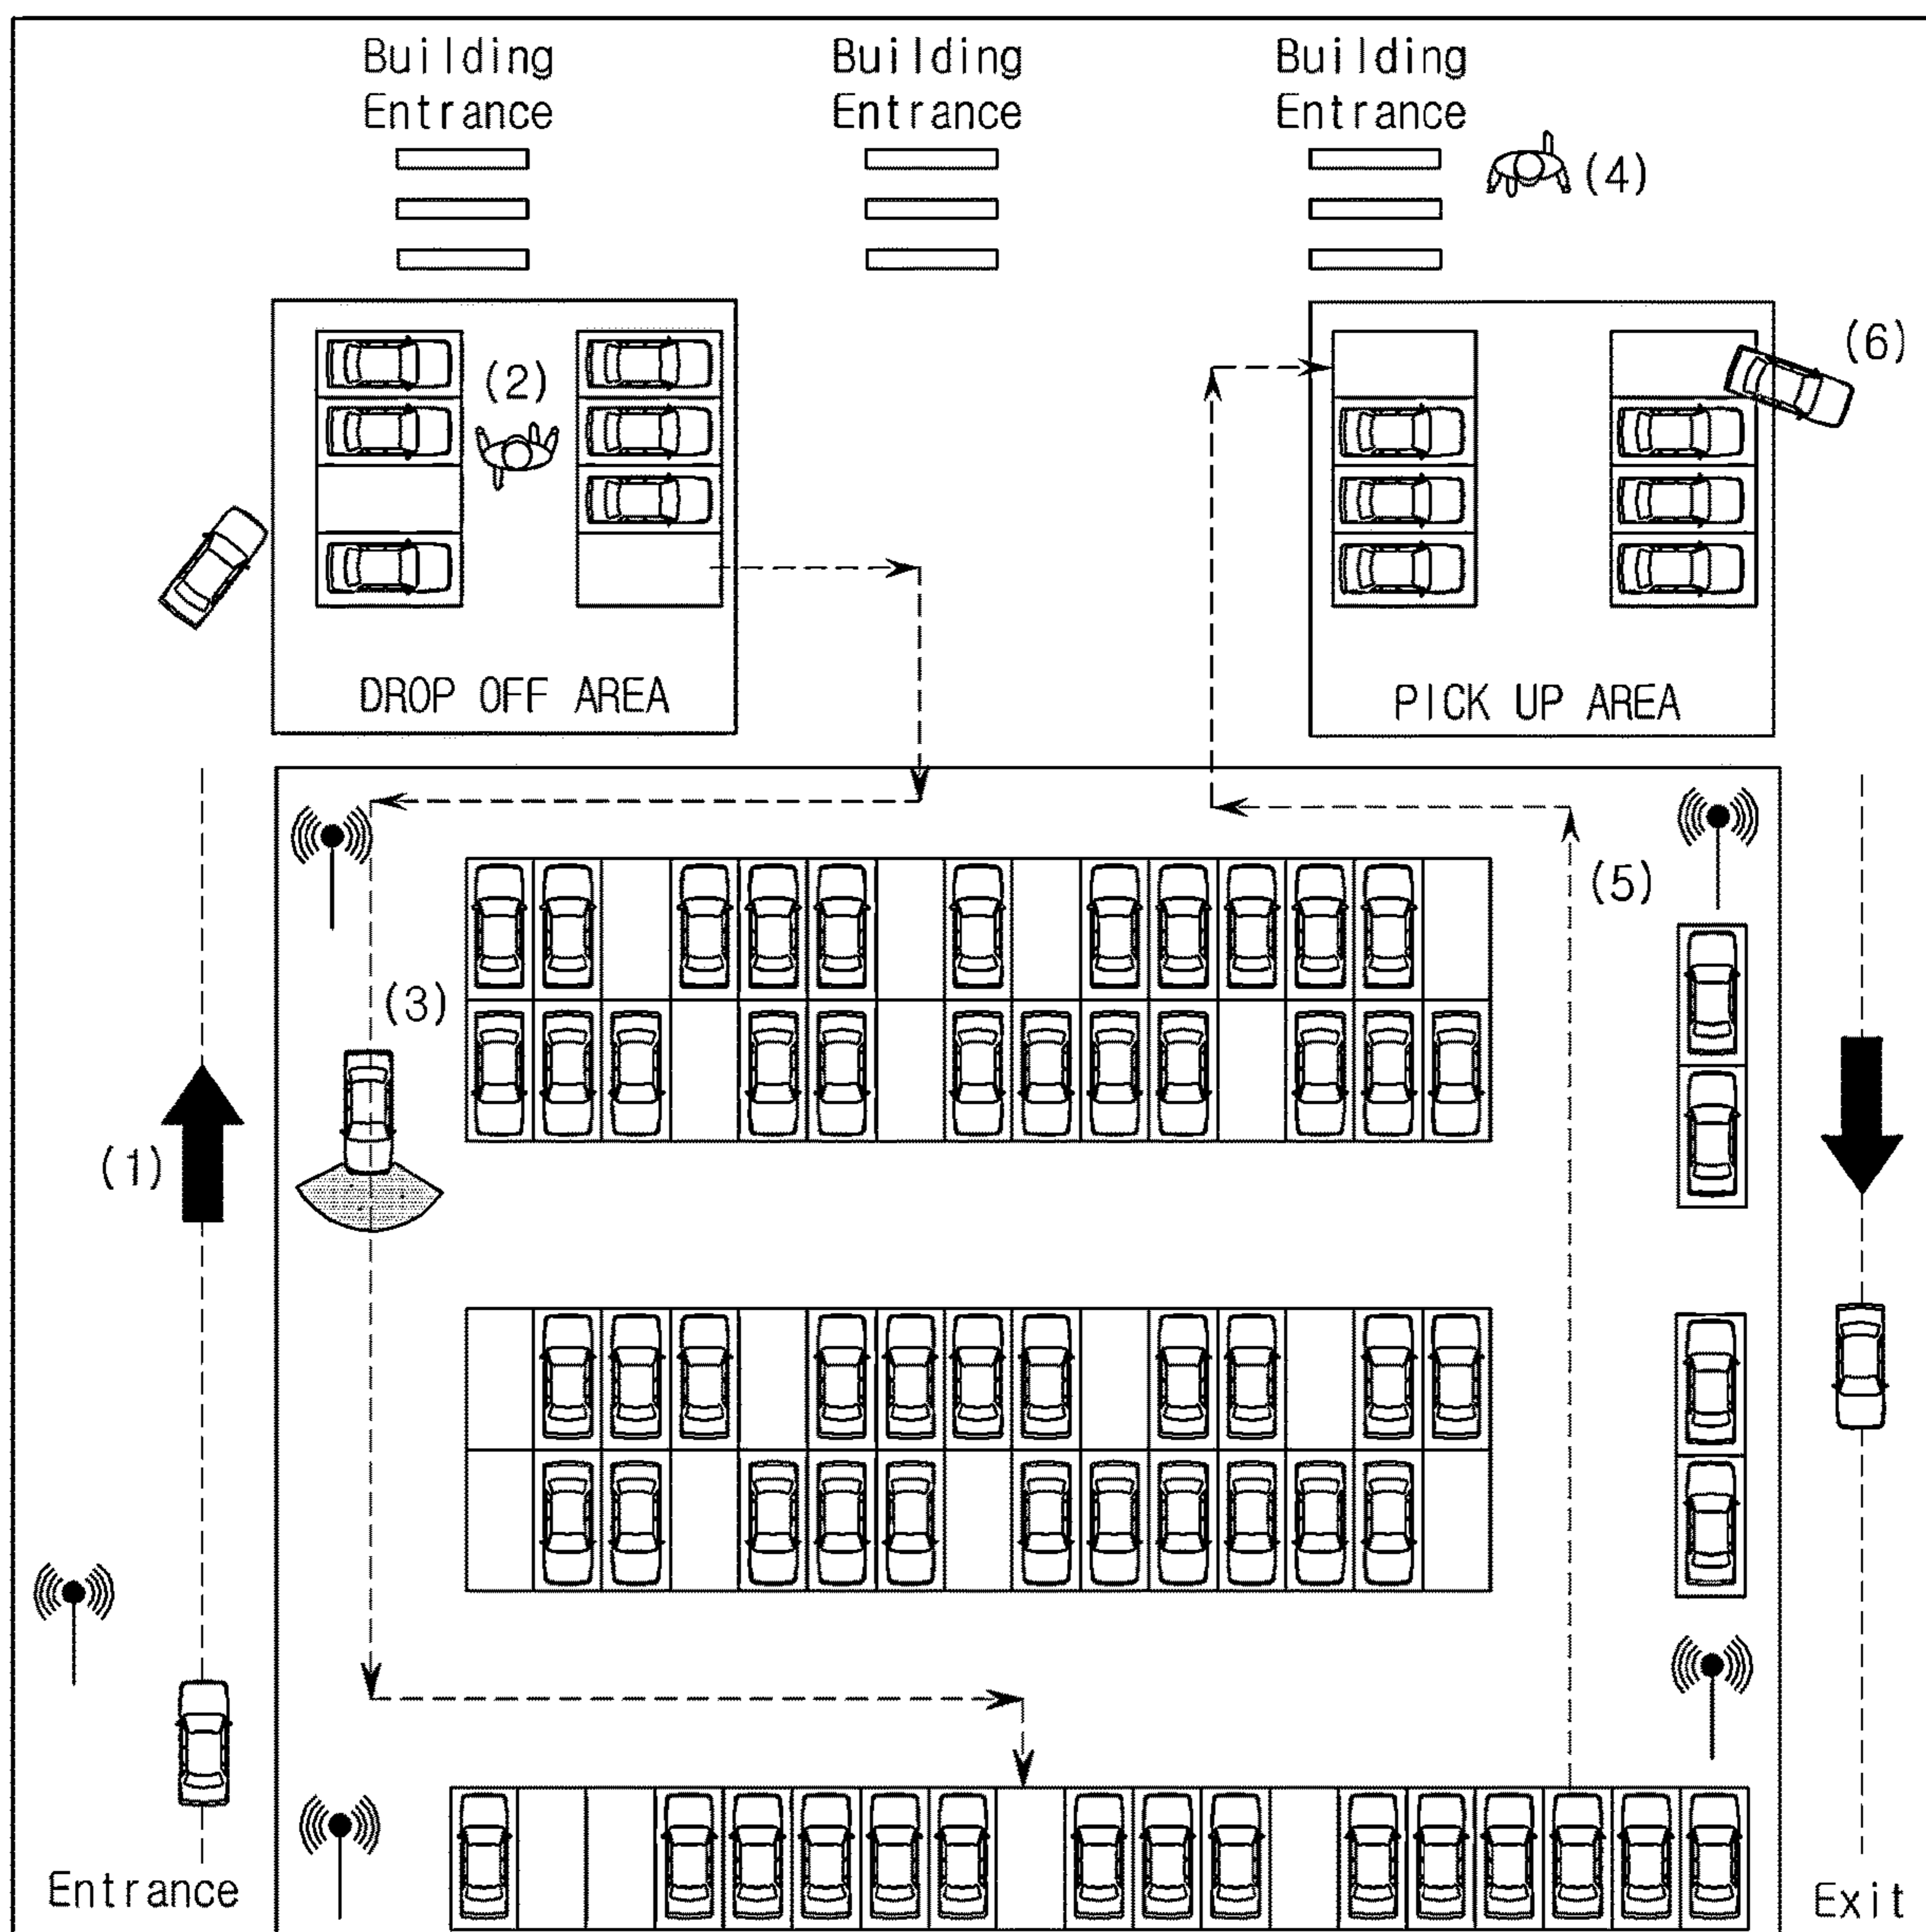 Building
Entrance
Building
Entrance
Building
Entrance
(4)
(2)
(6)
DROP OFF AREA
PICK UP AREA
(5)
(3)
(1)
Entrance
Exit